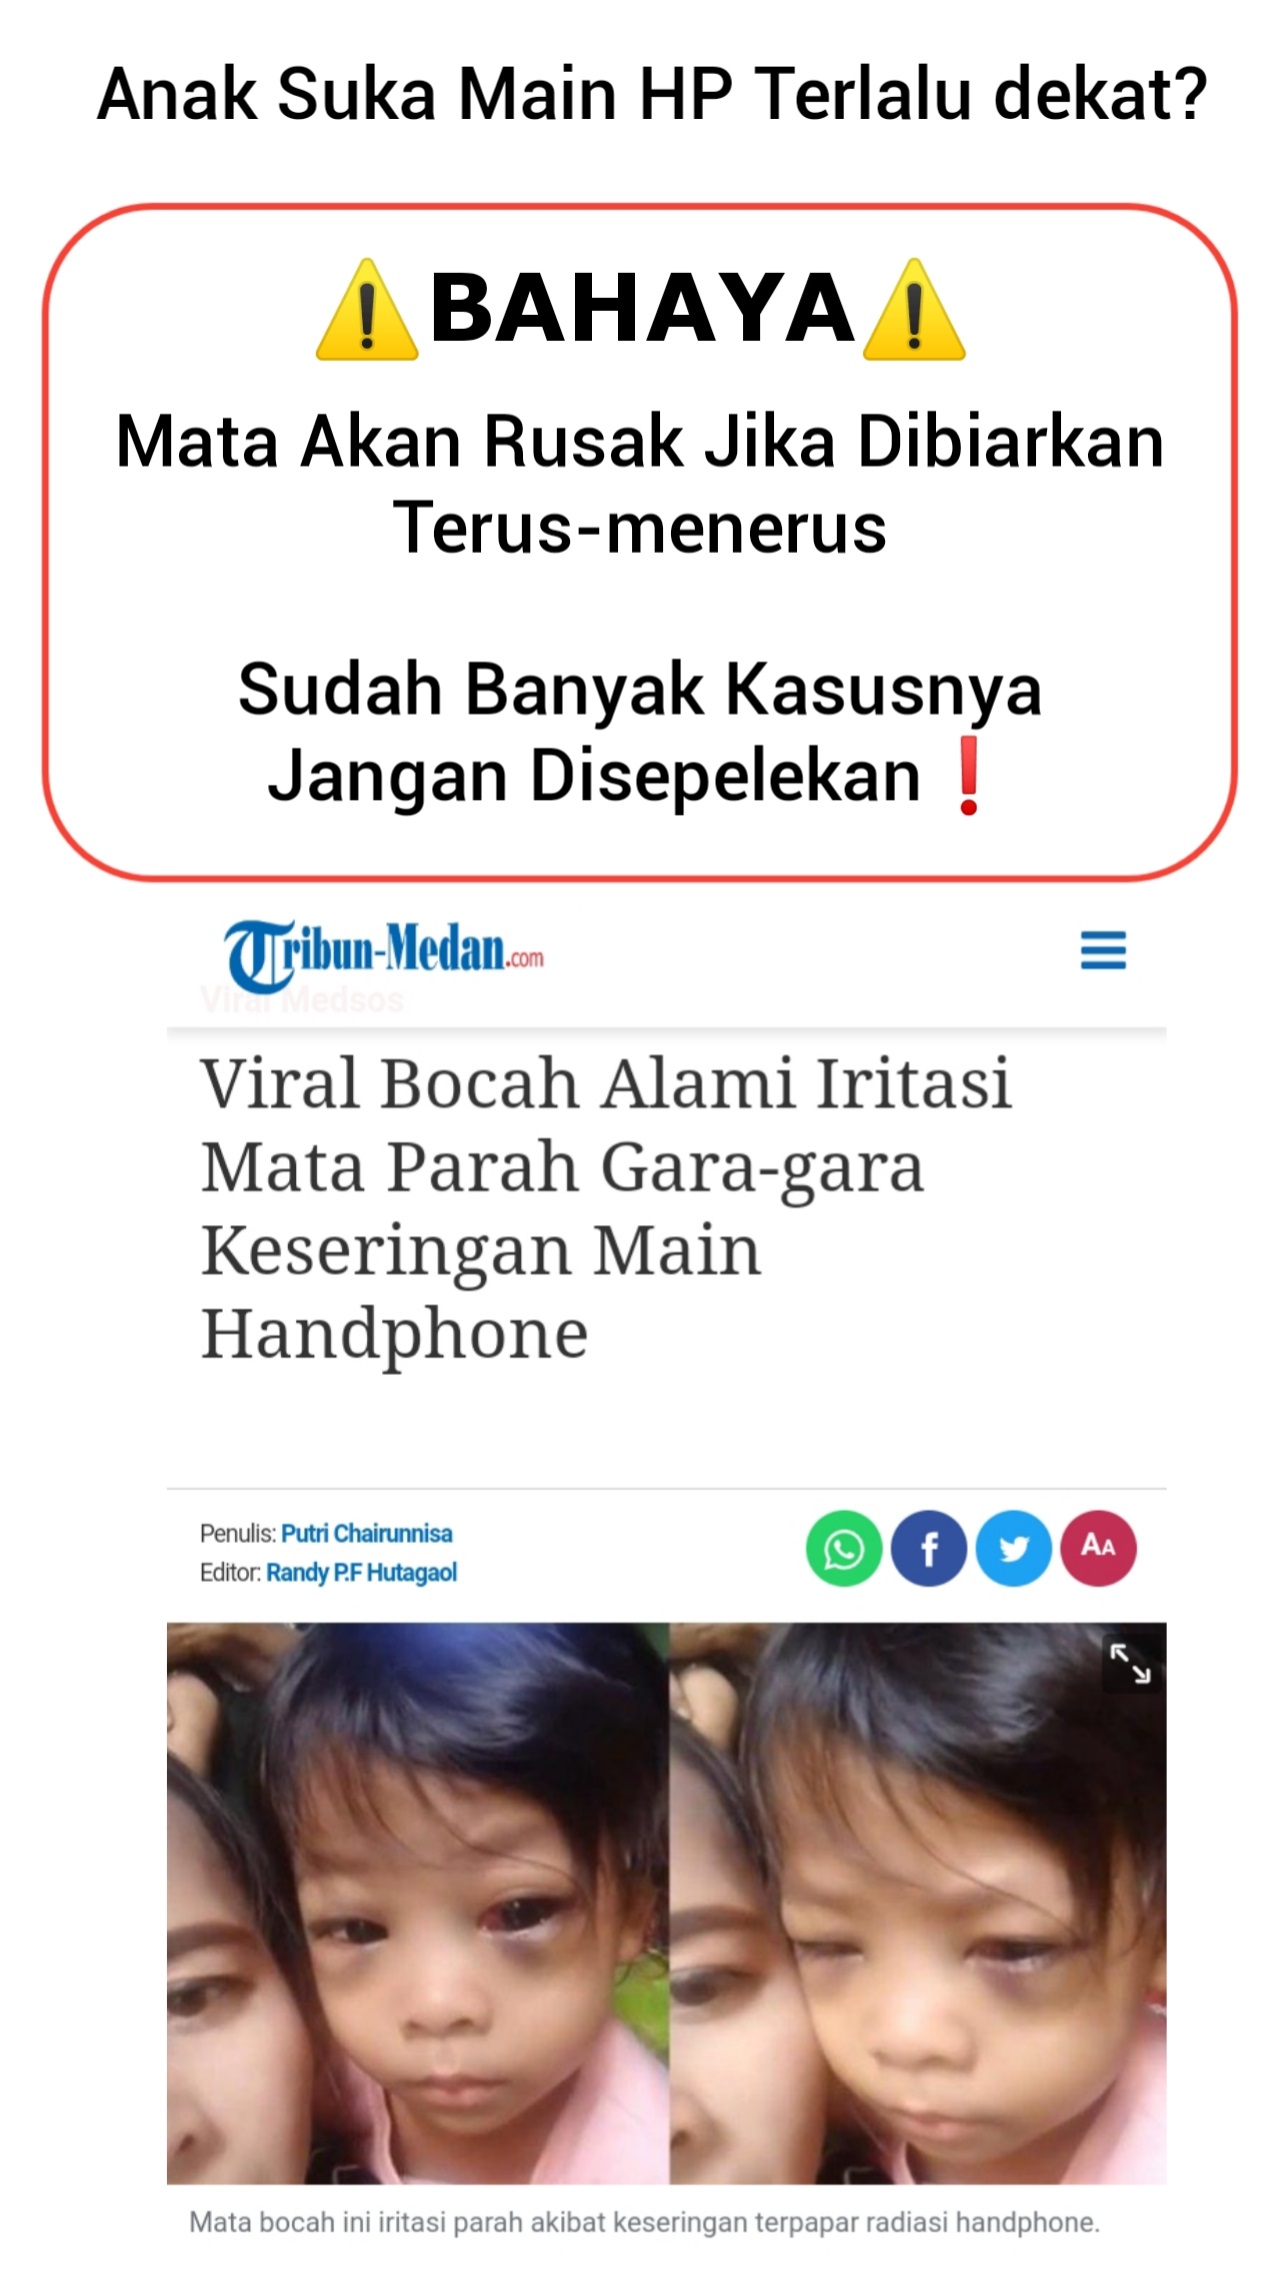 Anak Suka Main HP Terlalu dekat?
⚠️BAHAYA⚠️
Mata Akan Rusak Jika Dibiarkan
Terus-menerus
Sudah Banyak Kasusnya
Jangan Disepelekan❗
Tribun-Medan.com
Viral Medsos
Viral Bocah Alami Iritasi
Mata Parah Gara-gara
Keseringan Main
Handphone
Penulis: Putri Chairunnisa
Editor: Randy P.F Hutagaol
AA
Mata bocah ini iritasi parah akibat keseringan terpapar radiasi handphone.